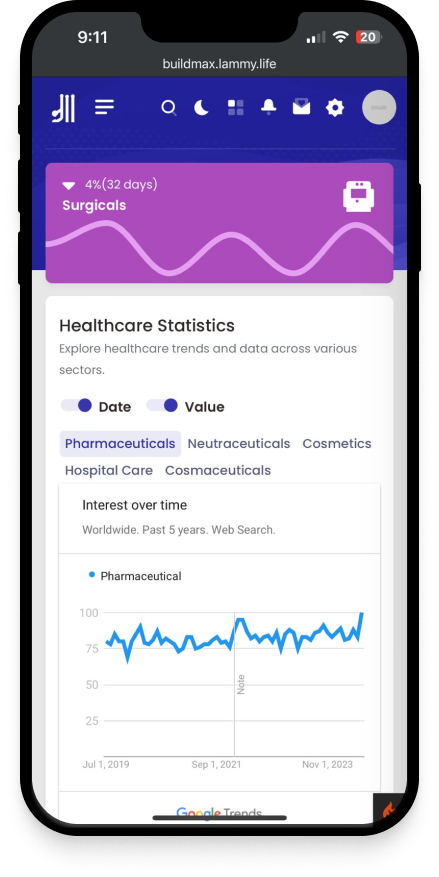 9:11
20
buildmax.lammy.life
4%(32 days)
Surgicals
Healthcare Statistics
Explore healthcare trends and data across various
sectors.
Date Value
Pharmaceuticals Neutraceuticals Cosmetics
Hospital Care Cosmaceuticals
Interest over time
Worldwide. Past 5 years. Web Search.
Pharmaceutical
100
75
50
25
Note
Jul 1, 2019 Sep 1, 2021 Nov 1, 2023
Google Trends